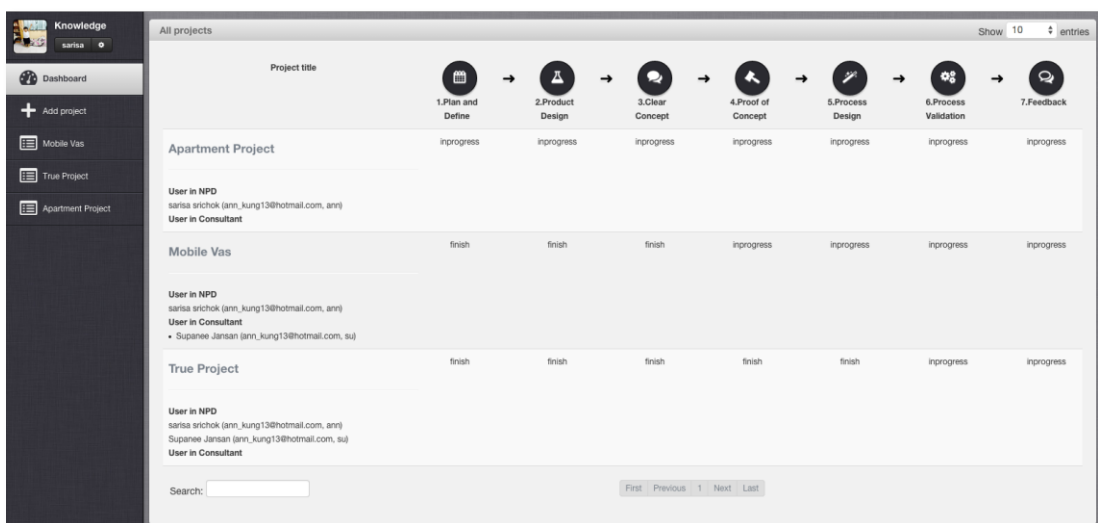 Knowledge
sarisa
Dashboard
Add project
Mobile Vas
True Project
Apartment Project
All projects
Show 10 entries
Project title
1.Plan and Define
2.Product Design
3.Clear Concept
4.Proof of Concept
5.Process Design
6.Process Validation
7.Feedback
Apartment Project
inprogress inprogress inprogress inprogress inprogress inprogress inprogress
User in NPD
sarisa srichok (ann_kung13@hotmail.com, ann)
User in Consultant
Mobile Vas
finish finish finish inprogress inprogress inprogress inprogress
User in NPD
sarisa srichok (ann_kung13@hotmail.com, ann)
User in Consultant
• Supanee Jansan (ann_kung13@hotmail.com, su)
True Project
finish finish finish finish finish inprogress inprogress
User in NPD
sarisa srichok (ann_kung13@hotmail.com, ann)
Supanee Jansan (ann_kung13@hotmail.com, su)
User in Consultant
Search:
First Previous 1 Next Last